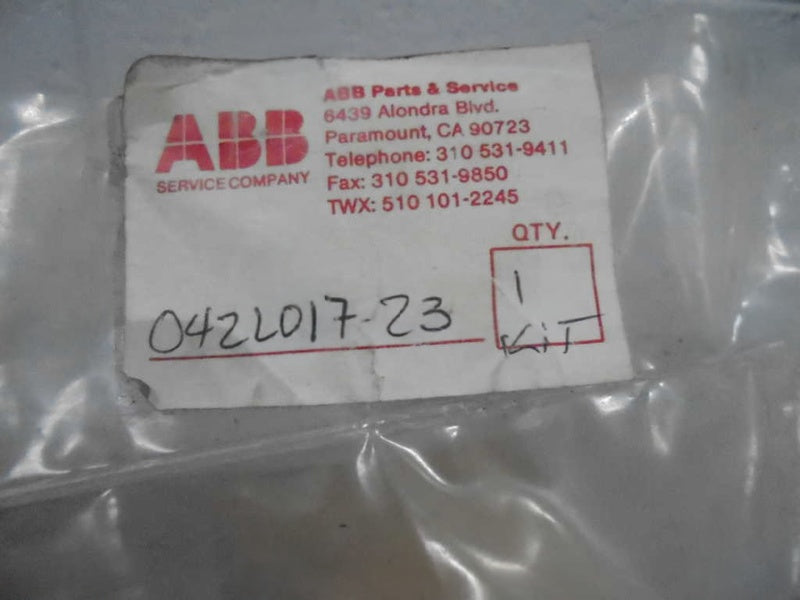 ABB
SERVICE COMPANY
ABB Parts & Service
6439 Alondra Blvd.
Paramount, CA 90723
Telephone: 310 531-9411
Fax: 310 531-9850
TWX: 510 101-2245
QTY.
1
KiT
042L017-23